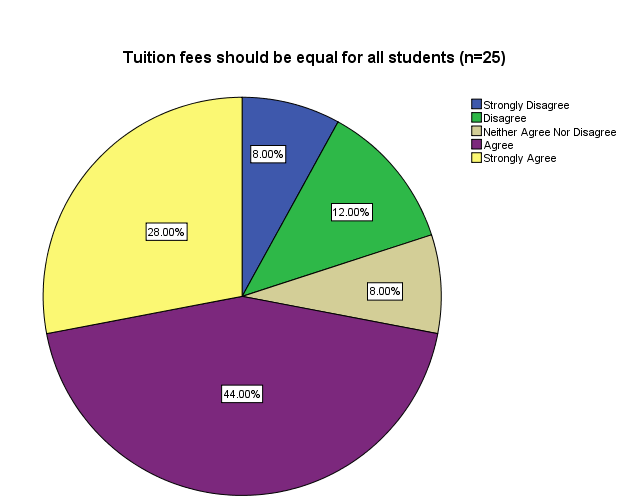 Tuition fees should be equal for all students (n=25)
Strongly Disagree
Disagree
Neither Agree Nor Disagree
Agree
Strongly Agree
8.00%
12.00%
28.00%
8.00%
44.00%